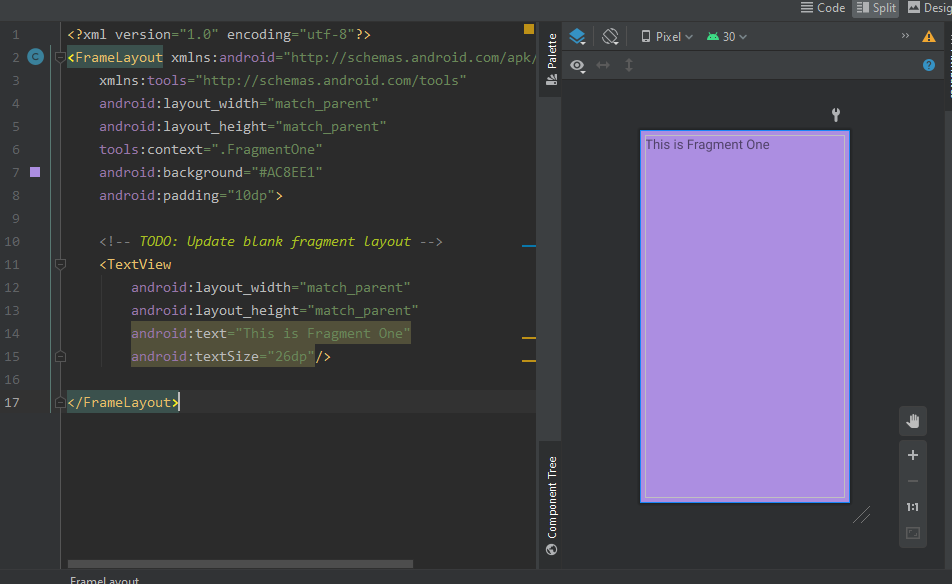 Code Split Desig
1 <?xml version="1.0" encoding="utf-8"?>
2 C <FrameLayout xmlns:android="http://schemas.android.com/apk/
3 xmlns:tools="http://schemas.android.com/tools"
4 android:layout_width="match_parent"
5 android:layout_height="match_parent"
6 tools:context=".FragmentOne"
7 android:background="#AC8EE1"
8 android:padding="10dp">
9
10 <!-- TODO: Update blank fragment layout -->
11 <TextView
12 android:layout_width="match_parent"
13 android:layout_height="match_parent"
14 android:text="This is Fragment One"
15 android:textSize="26dp"/>
16
17 </FrameLayout>
FrameLayout
Palette
Component Tree
Pixel 30 »
?
This is Fragment One
1:1